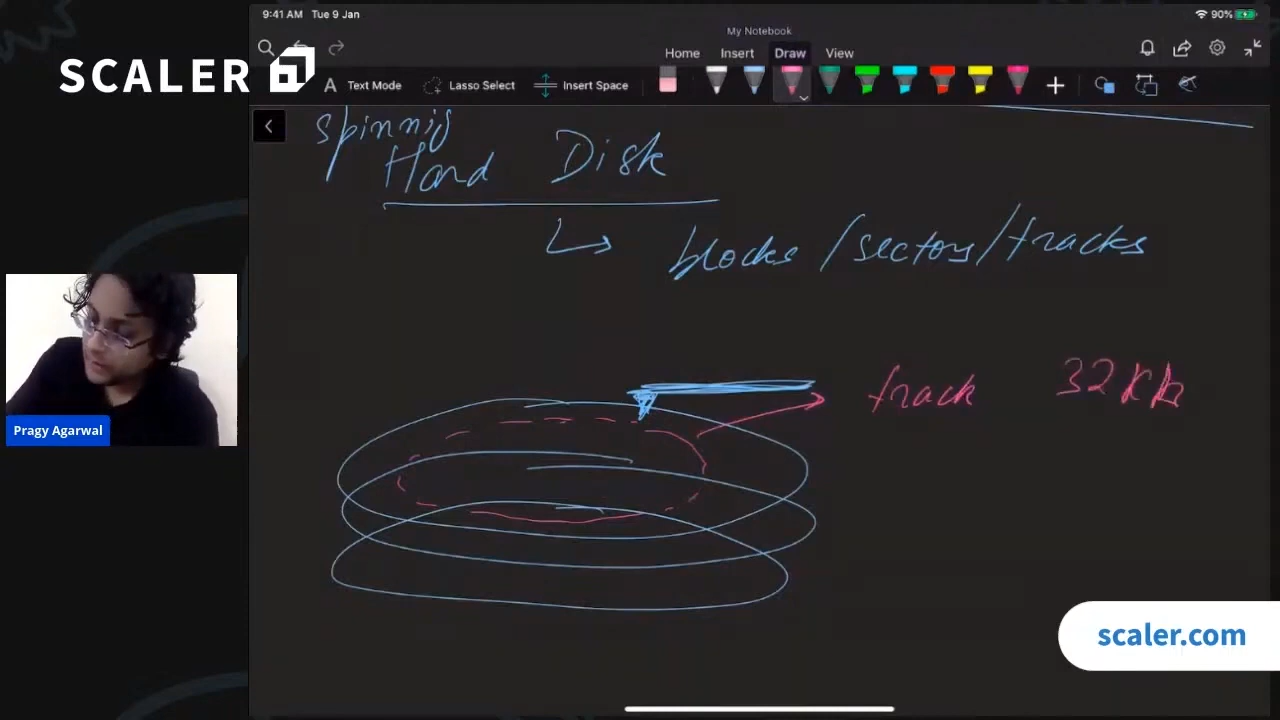 9:41 AM Tue 9 Jan
90%
My Notebook
Home Insert Draw View
SCALER
Text Mode Lasso Select Insert Space
spinnig
Hard Disk
blocks/sectors/tracks
track 32 KB
Pragy Agarwal
scaler.com